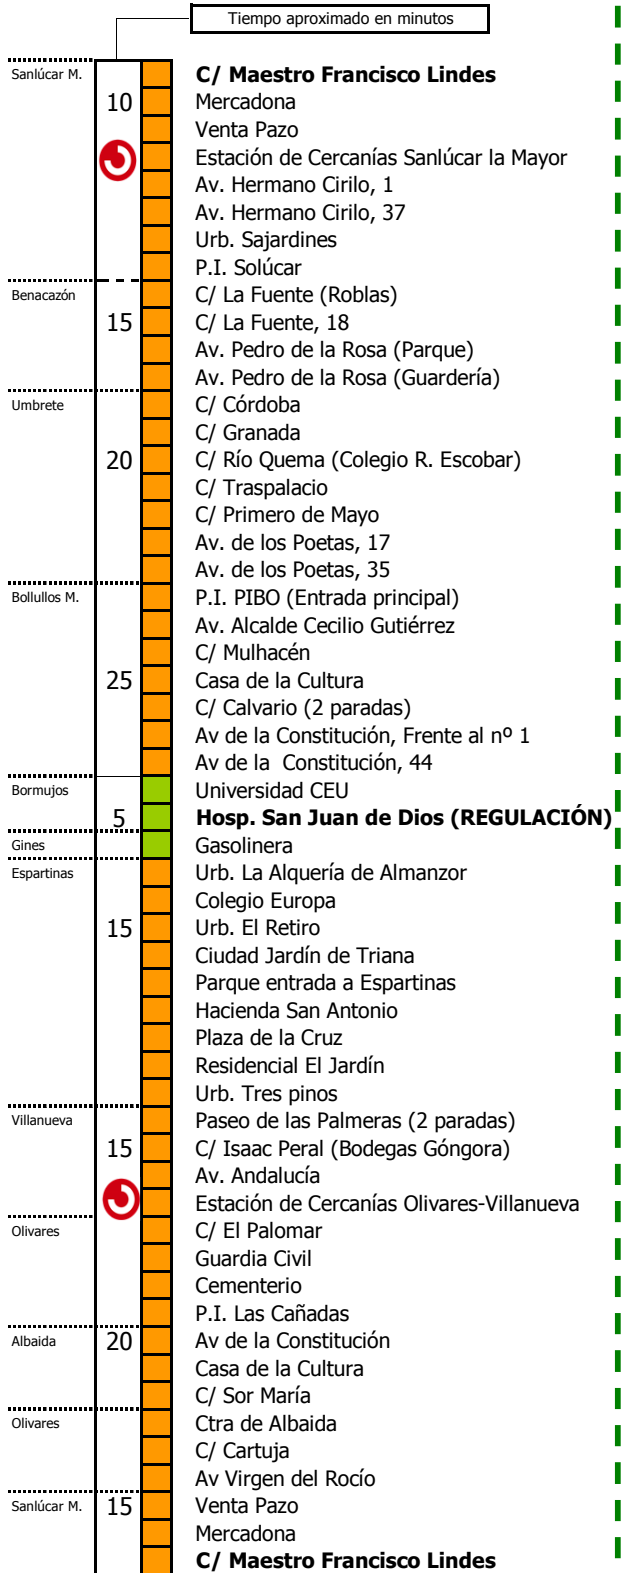 Tiempo aproximado en minutos
Sanlúcar M. C/ Maestro Francisco Lindes
10 Mercadona
Venta Pazo
Estación de Cercanías Sanlúcar la Mayor
Av. Hermano Cirilo, 1
Av. Hermano Cirilo, 37
Urb. Sajardines
P.I. Solúcar
Benacazón C/ La Fuente (Roblas)
15 C/ La Fuente, 18
Av. Pedro de la Rosa (Parque)
Av. Pedro de la Rosa (Guardería)
Umbrete C/ Córdoba
C/ Granada
20 C/ Río Quema (Colegio R. Escobar)
C/ Traspalacio
C/ Primero de Mayo
Av. de los Poetas, 17
Av. de los Poetas, 35
Bollullos M. P.I. PIBO (Entrada principal)
Av. Alcalde Cecilio Gutiérrez
C/ Mulhacén
25 Casa de la Cultura
C/ Calvario (2 paradas)
Av de la Constitución, Frente al nº 1
Av de la Constitución, 44
Bormujos Universidad CEU
5 Hosp. San Juan de Dios (REGULACIÓN)
Gines Gasolinera
Espartinas Urb. La Alquería de Almanzor
Colegio Europa
15 Urb. El Retiro
Ciudad Jardín de Triana
Parque entrada a Espartinas
Hacienda San Antonio
Plaza de la Cruz
Residencial El Jardín
Urb. Tres pinos
Villanueva Paseo de las Palmeras (2 paradas)
15 C/ Isaac Peral (Bodegas Góngora)
Av. Andalucía
Estación de Cercanías Olivares-Villanueva
Olivares C/ El Palomar
Guardia Civil
Cementerio
P.I. Las Cañadas
Albaida 20 Av de la Constitución
Casa de la Cultura
C/ Sor María
Olivares Ctra de Albaida
C/ Cartuja
Av Virgen del Rocío
Sanlúcar M. 15 Venta Pazo
Mercadona
C/ Maestro Francisco Lindes